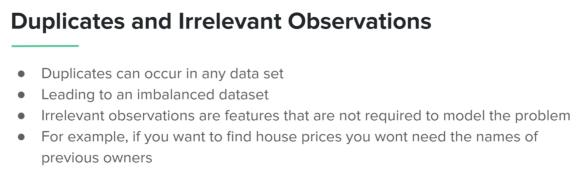 Duplicates and Irrelevant Observations
● Duplicates can occur in any data set
● Leading to an imbalanced dataset
● Irrelevant observations are features that are not required to model the problem
● For example, if you want to find house prices you wont need the names of
previous owners